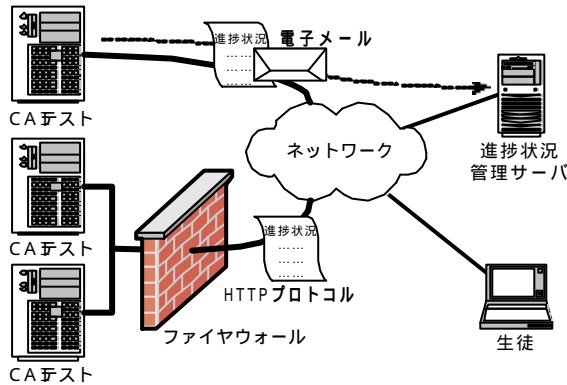 進捗状況
……
……
電子メール
CAIテスト
ネットワーク
進捗状況
管理サーバ
CAIテスト
進捗状況
……
……
HTTPプロトコル
CAIテスト
ファイヤウォール
生徒